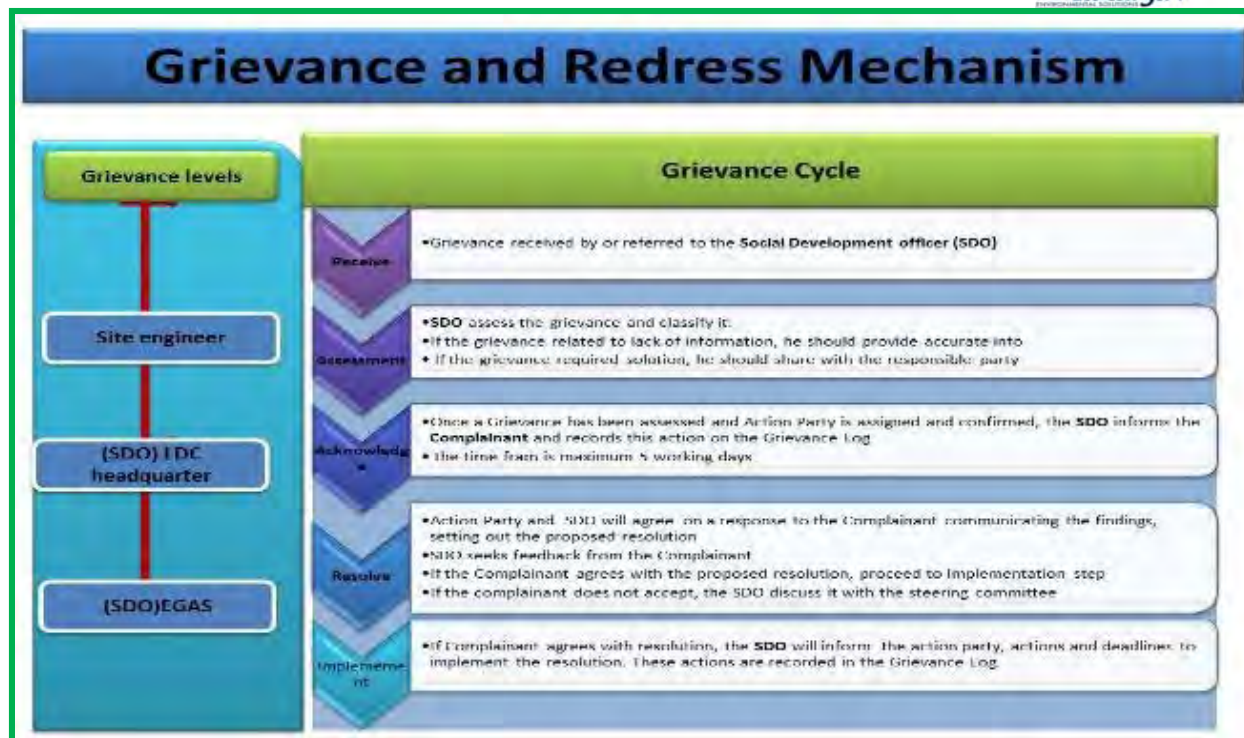 ENVIRONMENTAL SOLUTIONS
Grievance and Redress Mechanism
Grievance levels
Site engineer
(SDO) LDC
headquarter
(SDO)EGAS
Grievance Cycle
Receive
•Grievance received by or referred to the Social Development officer (SDO)
Assessment
•SDO assess the grievance and classify it.
•If the grievance related to lack of information, he should provide accurate info
• If the grievance required solution, he should share with the responsible party
Acknowledg
e
•Once a Grievance has been assessed and Action Party is assigned and confirmed, the SDO informs the
Complainant and records this action on the Grievance Log
• The time fram is maximum 5 working days
Resolve
•Action Party and SDO will agree on a response to the Complainant communicating the findings,
setting out the proposed resolution
•SDO seeks feedback from the Complainant
•If the Complainant agrees with the proposed resolution, proceed to Implementation step
•If the complainant does not accept, the SDO discuss it with the steering committee
Implememe
nt
•If Complainant agrees with resolution, the SDO will inform the action party, actions and deadlines to
implement the resolution. These actions are recorded in the Grievance Log